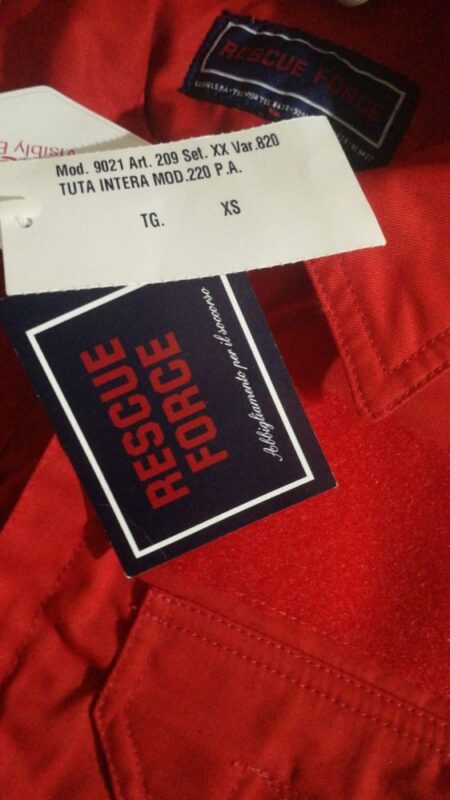 RESCUE FORCE
Visibly
Mod. 9021 Art. 209 Set. XX Var.820
TUTA INTERA MOD.220 P.A.
TG. XS
RESCUE
FORCE
Abbigliamento per il soccorso